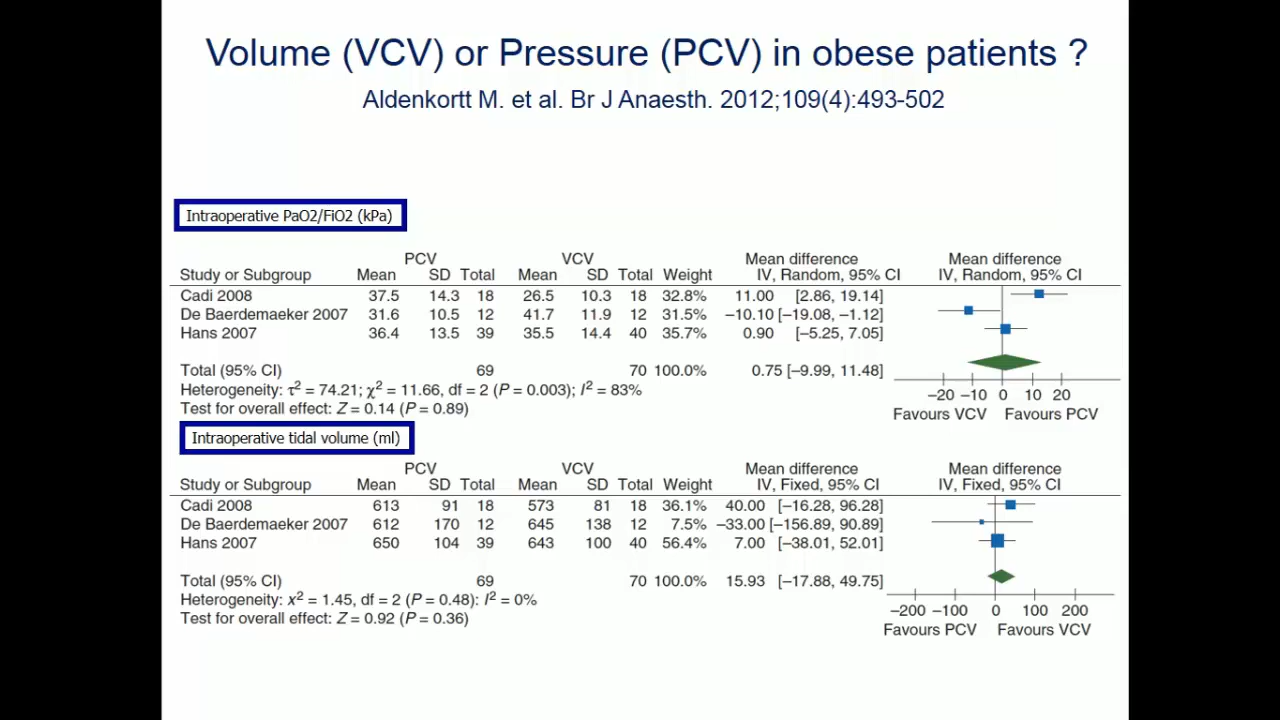 Volume (VCV) or Pressure (PCV) in obese patients ?
Aldenkortt M. et al. Br J Anaesth. 2012;109(4):493-502
Intraoperative PaO2/FiO2 (kPa)
PCV VCV Mean difference Mean difference
Study or Subgroup Mean SD Total Mean SD Total Weight IV, Random, 95% CI IV, Random, 95% CI
Cadi 2008 37.5 14.3 18 26.5 10.3 18 32.8% 11.00 [2.86, 19.14]
De Baerdemaeker 2007 31.6 10.5 12 41.7 11.9 12 31.5% −10.10 [−19.08, −1.12]
Hans 2007 36.4 13.5 39 35.5 14.4 40 35.7% 0.90 [−5.25, 7.05]
Total (95% CI) 69 70 100.0% 0.75 [−9.99, 11.48]
Heterogeneity: τ² = 74.21; χ² = 11.66, df = 2 (P = 0.003); I² = 83%
Test for overall effect: Z = 0.14 (P = 0.89)
−20 −10 0 10 20
Favours VCV Favours PCV
Intraoperative tidal volume (ml)
PCV VCV Mean difference Mean difference
Study or Subgroup Mean SD Total Mean SD Total Weight IV, Fixed, 95% CI IV, Fixed, 95% CI
Cadi 2008 613 91 18 573 81 18 36.1% 40.00 [−16.28, 96.28]
De Baerdemaeker 2007 612 170 12 645 138 12 7.5% −33.00 [−156.89, 90.89]
Hans 2007 650 104 39 643 100 40 56.4% 7.00 [−38.01, 52.01]
Total (95% CI) 69 70 100.0% 15.93 [−17.88, 49.75]
Heterogeneity: x² = 1.45, df = 2 (P = 0.48): I² = 0%
Test for overall effect: Z = 0.92 (P = 0.36)
−200 −100 0 100 200
Favours PCV Favours VCV